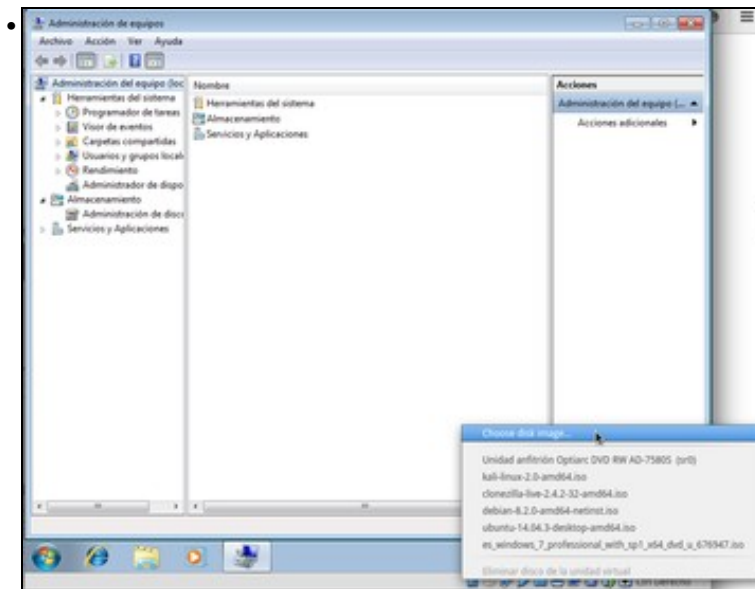 Administración de equipos
Archivo Acción Ver Ayuda
Administración del equipo (loc
Herramientas del sistema
Programador de tareas
Visor de eventos
Carpetas compartidas
Usuarios y grupos local
Rendimiento
Administrador de dispo
Almacenamiento
Administración de disco
Servicios y Aplicaciones
Nombre
Herramientas del sistema
Almacenamiento
Servicios y Aplicaciones
Acciones
Administración del equipo (...
Acciones adicionales
Choose disk image...
Unidad anfitrión Optiarc DVD RW AD-7580S (sr0)
kali-linux-2.0-amd64.iso
clonezilla-live-2.4.2-32-amd64.iso
debian-8.2.0-amd64-netinst.iso
ubuntu-14.04.3-desktop-amd64.iso
es_windows_7_professional_with_sp1_x64_dvd_u_676947.iso
Eliminar disco de la unidad virtual
Ctrl Derecho